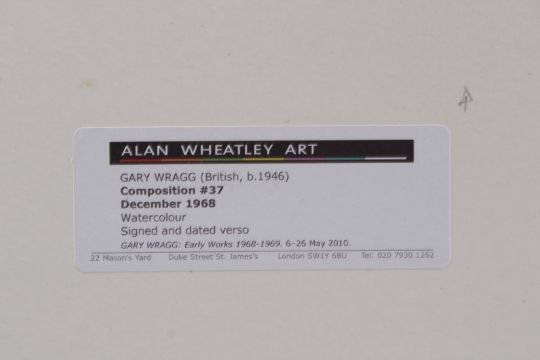 ALAN WHEATLEY ART
GARY WRAGG (British, b.1946)
Composition #37
December 1968
Watercolour
Signed and dated verso
GARY WRAGG: Early Works 1968-1969. 6-26 May 2010.
22 Mason's Yard Duke Street St. James's London SW1Y 6BU Tel: 020 7930 1262